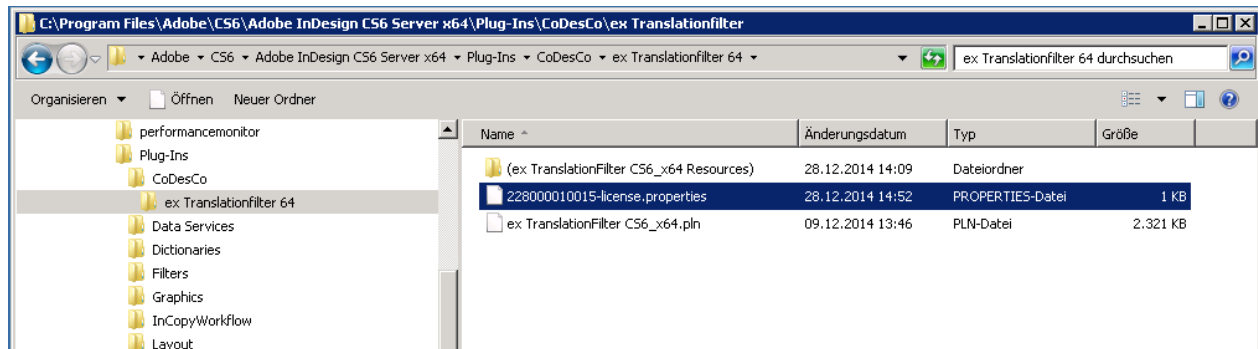 C:\Program Files\Adobe\CS6\Adobe InDesign CS6 Server x64\Plug-Ins\CoDesCo\ex Translationfilter
Adobe CS6 Adobe InDesign CS6 Server x64 Plug-Ins CoDesCo ex Translationfilter 64
ex Translationfilter 64 durchsuchen
Organisieren Öffnen Neuer Ordner
performancemonitor
Plug-Ins
CoDesCo
ex Translationfilter 64
Data Services
Dictionaries
Filters
Graphics
InCopyWorkflow
Layout
Name Änderungsdatum Typ Größe
(ex TranslationFilter CS6_x64 Resources) 28.12.2014 14:09 Dateiordner
228000010015-license.properties 28.12.2014 14:52 PROPERTIES-Datei 1 KB
ex TranslationFilter CS6_x64.pln 09.12.2014 13:46 PLN-Datei 2.321 KB